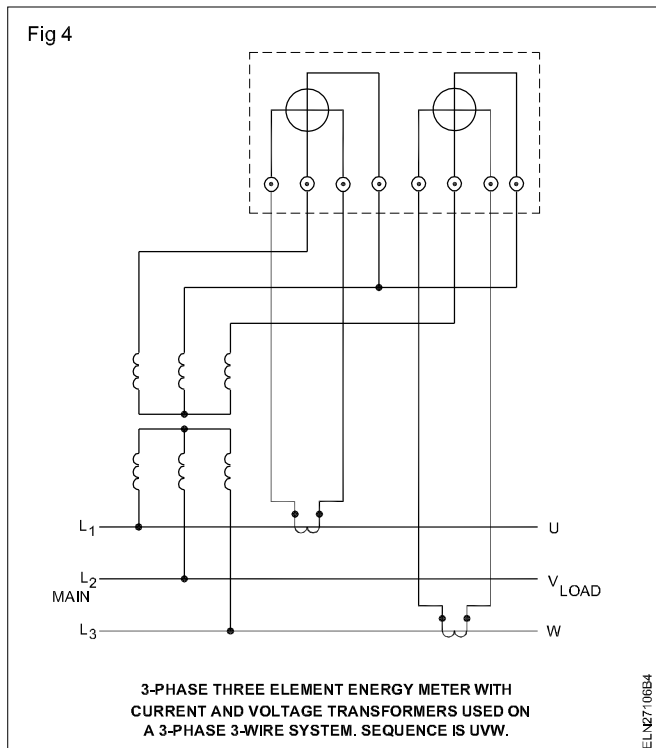 Fig 4
L1
U
L2
V
MAIN
LOAD
L3
W
3-PHASE THREE ELEMENT ENERGY METER WITH
CURRENT AND VOLTAGE TRANSFORMERS USED ON
A 3-PHASE 3-WIRE SYSTEM. SEQUENCE IS UVW.
ELN27106B4